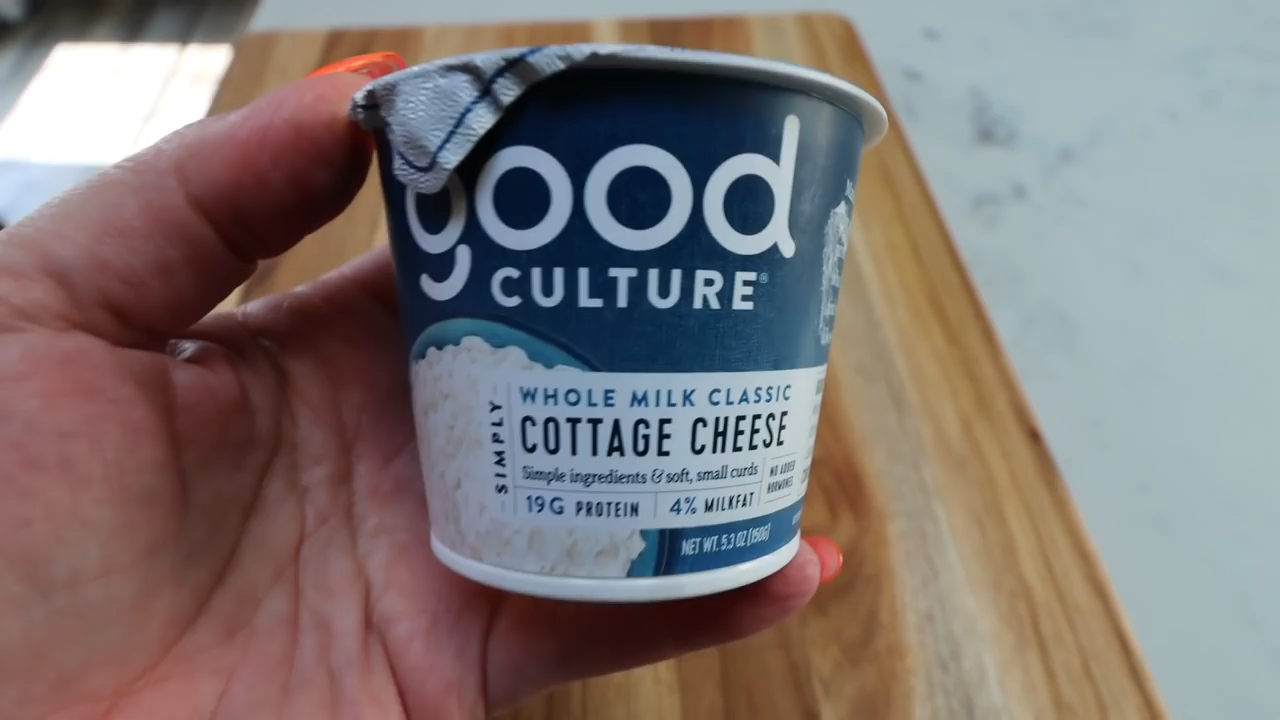 good
CULTURE®
SIMPLY
WHOLE MILK CLASSIC
COTTAGE CHEESE
Simple ingredients & soft, small curds
NO ADDED
HORMONES
19G PROTEIN
4% MILKFAT
NET WT. 5.3 OZ (150G)